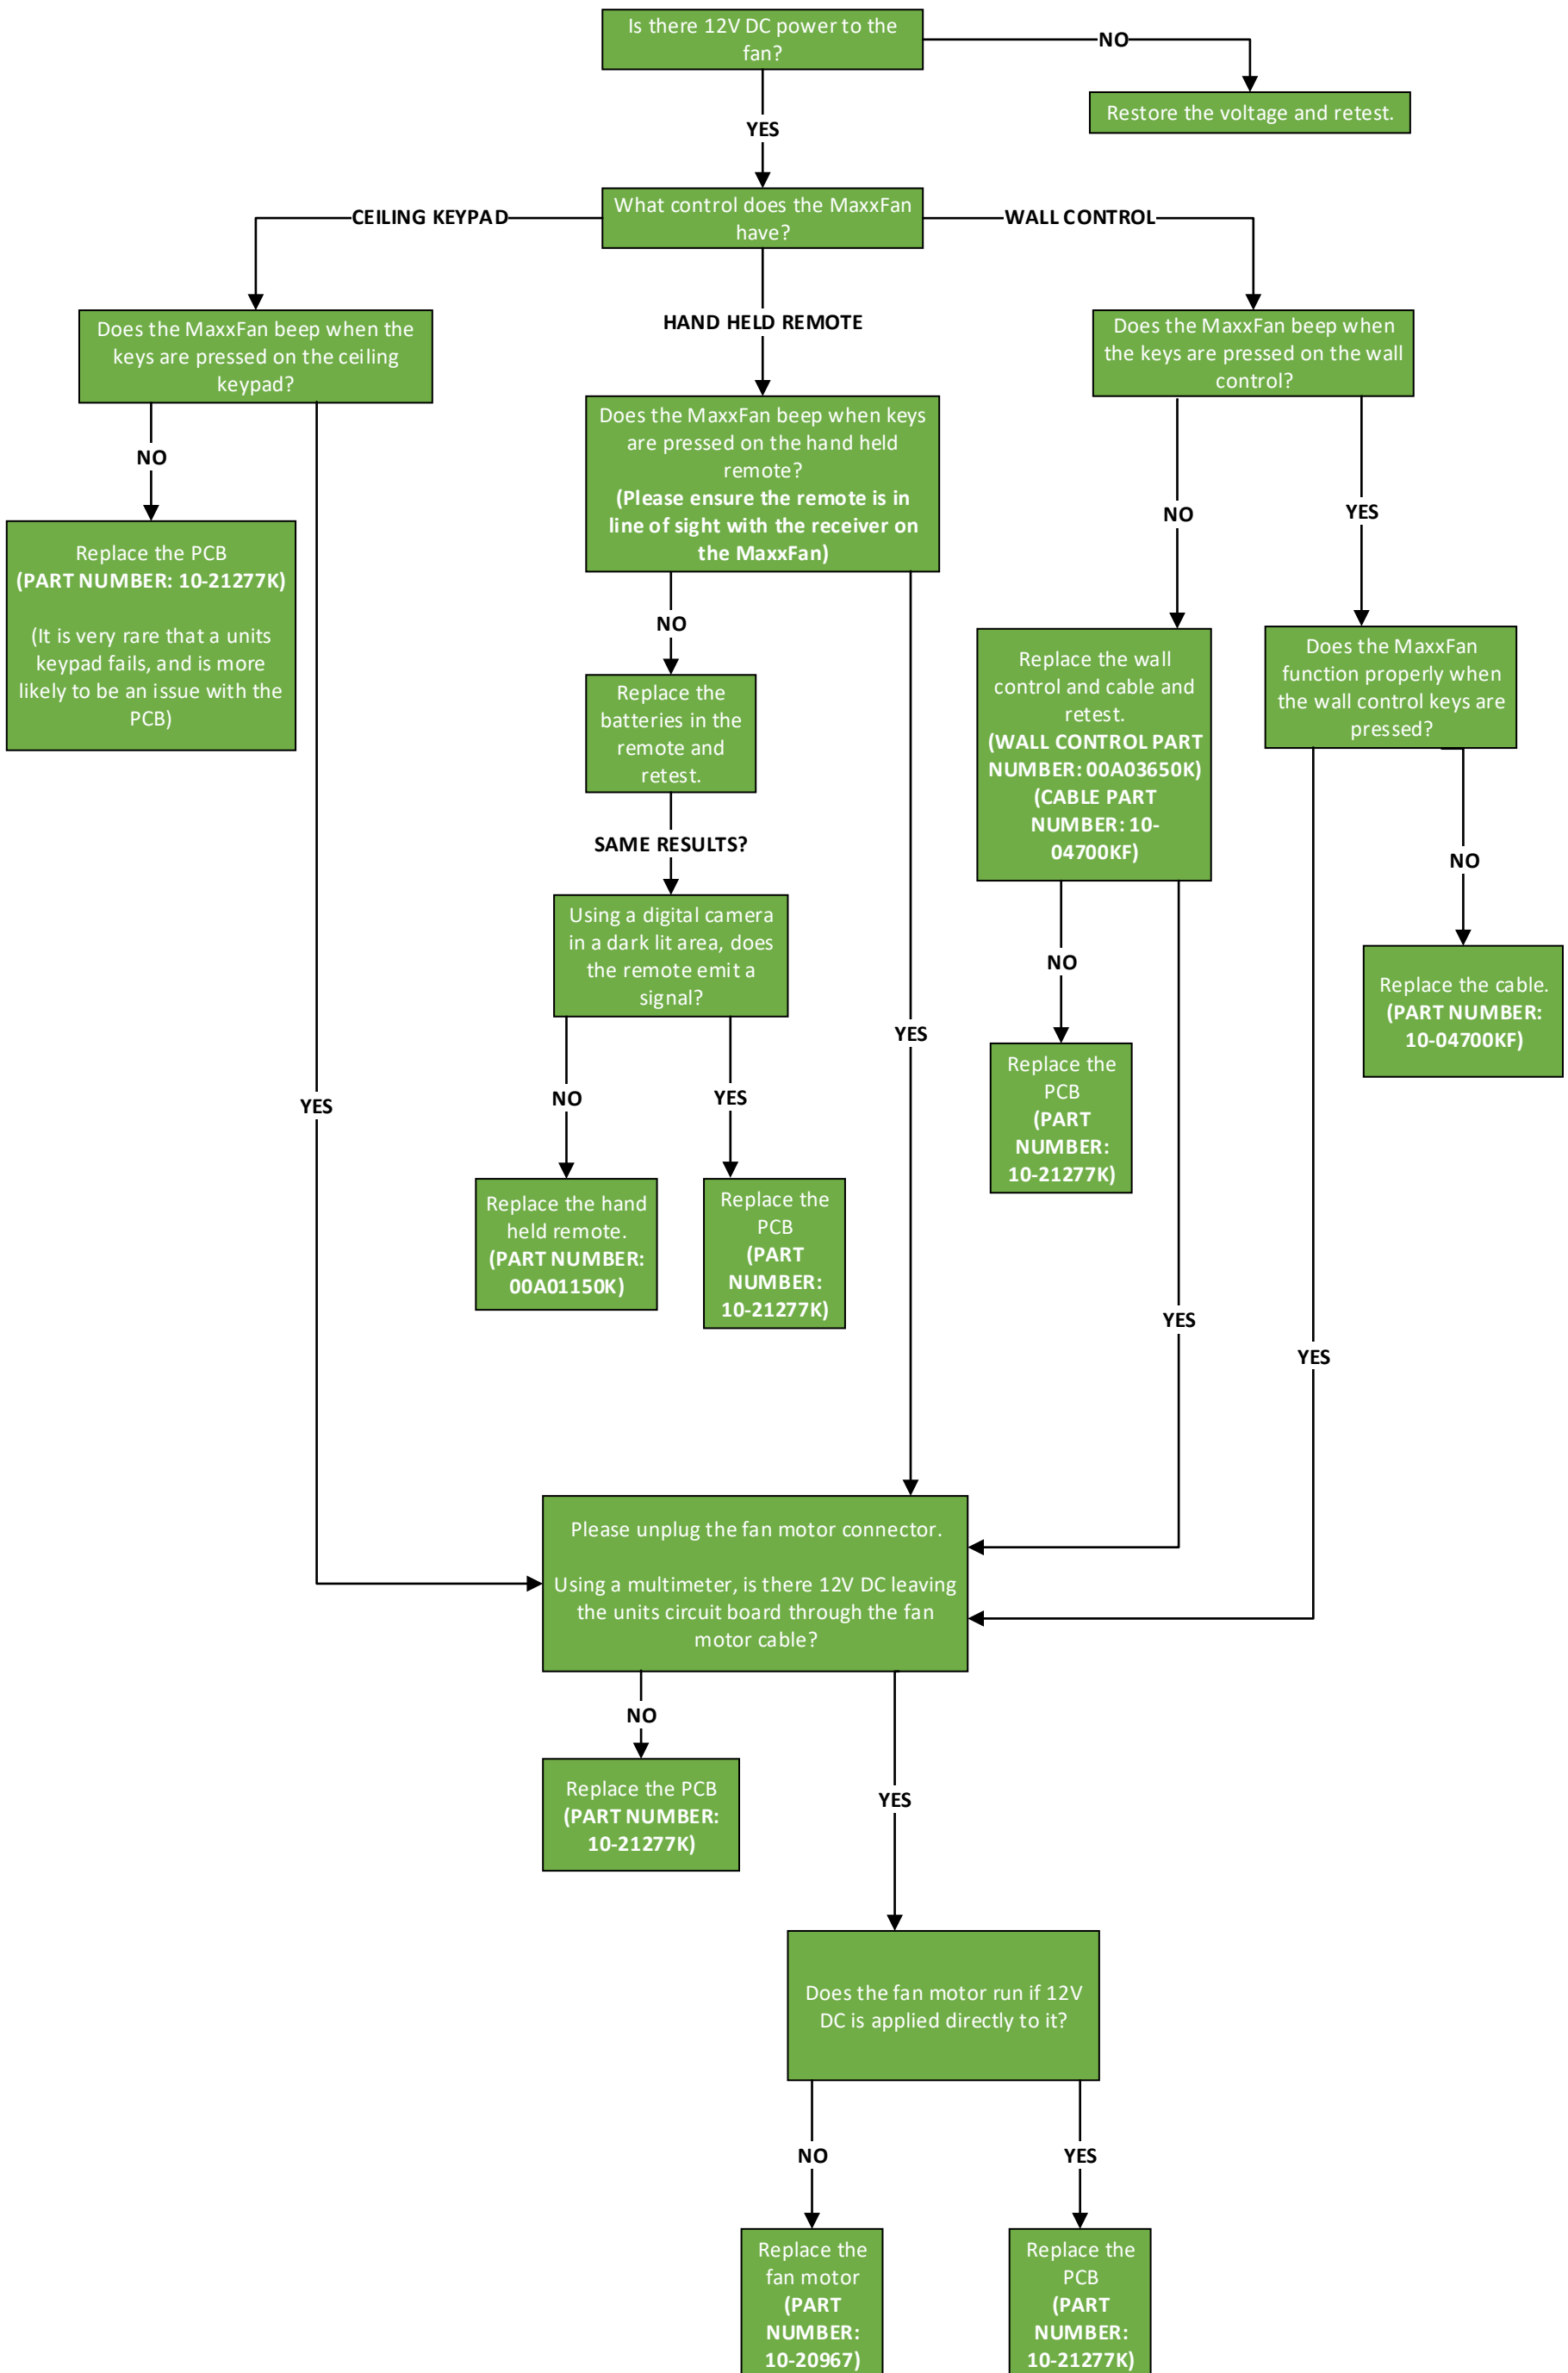 Is there 12V DC power to the
fan?
NO
Restore the voltage and retest.
YES
What control does the MaxxFan
have?
CEILING KEYPAD
WALL CONTROL
HAND HELD REMOTE
Does the MaxxFan beep when the
keys are pressed on the ceiling
keypad?
Does the MaxxFan beep when
the keys are pressed on the wall
control?
Does the MaxxFan beep when keys
are pressed on the hand held
remote?
(Please ensure the remote is in
line of sight with the receiver on
the MaxxFan)
NO
Replace the PCB
(PART NUMBER: 10-21277K)
(It is very rare that a units
keypad fails, and is more
likely to be an issue with the
PCB)
YES
NO
Replace the
batteries in the
remote and
retest.
SAME RESULTS?
Using a digital camera
in a dark lit area, does
the remote emit a
signal?
NO
YES
Replace the hand
held remote.
(PART NUMBER:
00A01150K)
Replace the
PCB
(PART
NUMBER:
10-21277K)
YES
NO
YES
Replace the wall
control and cable and
retest.
(WALL CONTROL PART
NUMBER: 00A03650K)
(CABLE PART
NUMBER: 10-
04700KF)
Does the MaxxFan
function properly when
the wall control keys are
pressed?
NO
Replace the
PCB
(PART
NUMBER:
10-21277K)
YES
NO
Replace the cable.
(PART NUMBER:
10-04700KF)
YES
Please unplug the fan motor connector.
Using a multimeter, is there 12V DC leaving
the units circuit board through the fan
motor cable?
NO
Replace the PCB
(PART NUMBER:
10-21277K)
YES
Does the fan motor run if 12V
DC is applied directly to it?
NO
YES
Replace the
fan motor
(PART
NUMBER:
10-20967)
Replace the
PCB
(PART
NUMBER:
10-21277K)